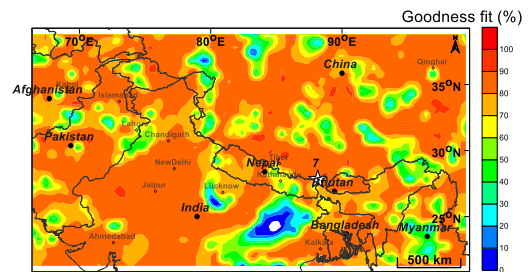 Goodness fit (%)
70°E
80°E
90°E
N
100
90
80
70
60
50
40
30
20
10
0
China
Qinghai
35°N
Kabul
Afghanistan
Islamabad
Lahore
Pakistan
Chandigarh
30°N
NewDelhi
Tibet
Nepal
Kathmandu
7
Bhutan
Jaipur
Lucknow
India
25°N
Bangladesh
Myanmar
Ahmadabad
Kalkata
500 km